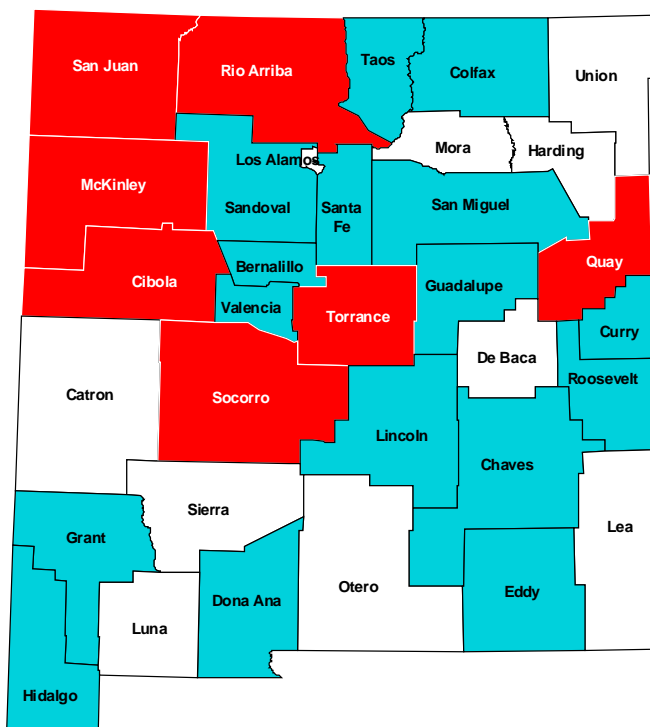 San Juan
Rio Arriba
Taos
Colfax
Union
Los Alamos
Mora
Harding
McKinley
Sandoval
Santa
Fe
San Miguel
Bernalillo
Quay
Cibola
Valencia
Torrance
Guadalupe
Curry
De Baca
Roosevelt
Catron
Socorro
Lincoln
Chaves
Sierra
Lea
Grant
Otero
Eddy
Dona Ana
Luna
Hidalgo